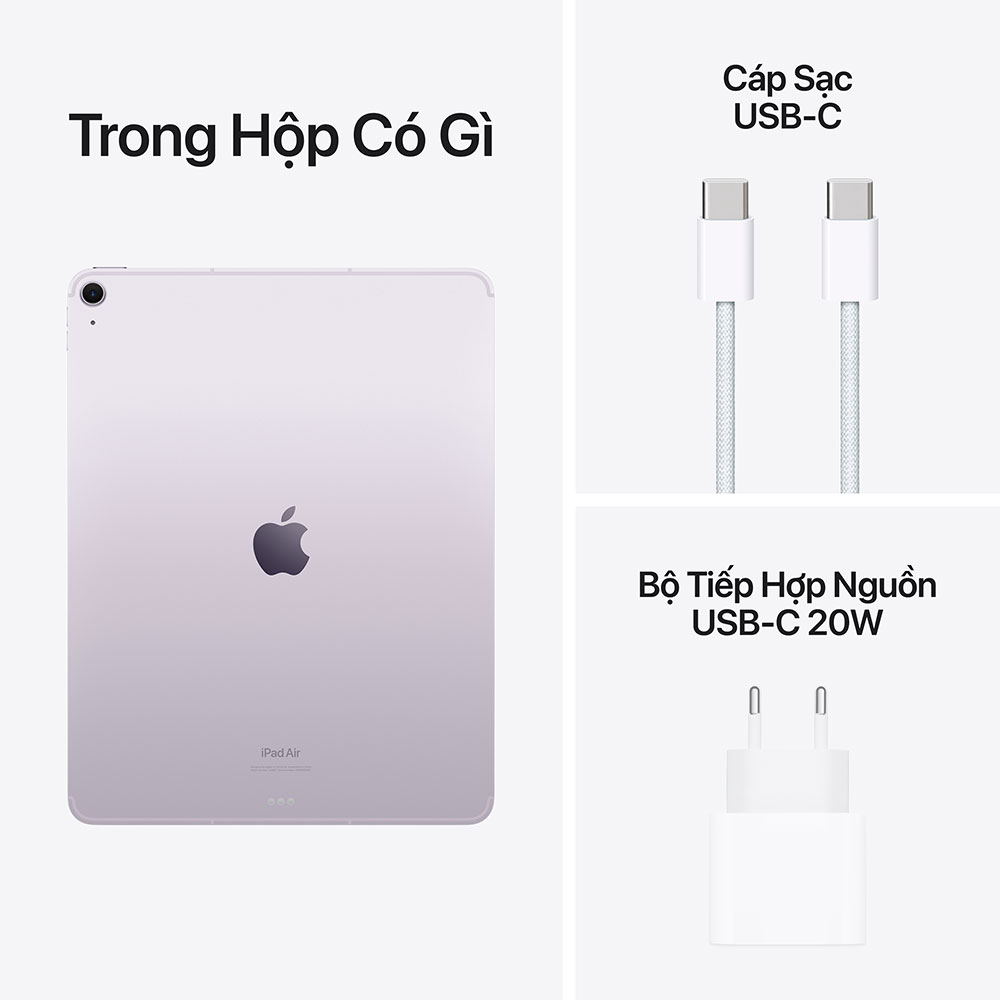 Trong Hộp Có Gì
iPad Air
Cáp Sạc
USB-C
Bộ Tiếp Hợp Nguồn
USB-C 20W